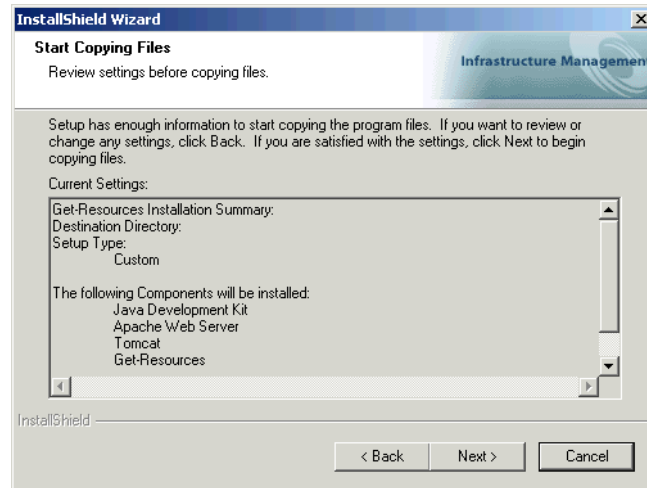 InstallShield Wizard
Start Copying Files
Review settings before copying files.
Infrastructure Management
Setup has enough information to start copying the program files. If you want to review or
change any settings, click Back. If you are satisfied with the settings, click Next to begin
copying files.
Current Settings:
Get-Resources Installation Summary:
Destination Directory:
Setup Type:
Custom
The following Components will be installed:
Java Development Kit
Apache Web Server
Tomcat
Get-Resources
InstallShield
< Back
Next >
Cancel